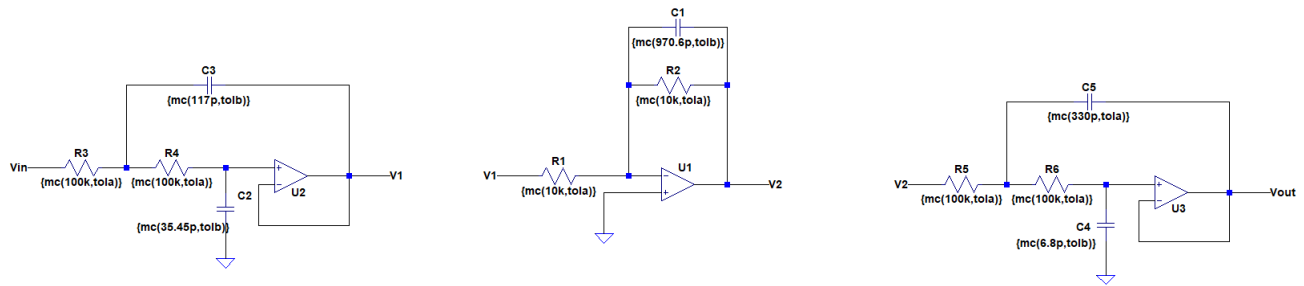 C3
{mc(117p,tolb)}
Vin
R3
{mc(100k,tola)}
R4
{mc(100k,tola)}
+
−
U2
V1
C2
{mc(35.45p,tolb)}
C1
{mc(970.6p,tolb)}
R2
{mc(10k,tola)}
V1
R1
{mc(10k,tola)}
−
+
U1
V2
C5
{mc(330p,tola)}
V2
R5
{mc(100k,tola)}
R6
{mc(100k,tola)}
+
−
U3
Vout
C4
{mc(6.8p,tolb)}